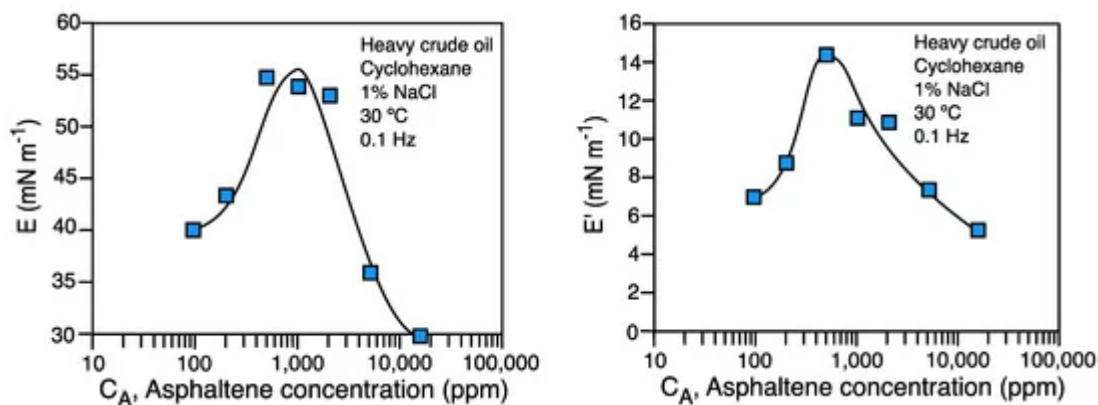 60
55
50
45
40
35
30
E (mN m⁻¹)
Heavy crude oil
Cyclohexane
1% NaCl
30 ºC
0.1 Hz
10 100 1,000 10,000 100,000
C_A, Asphaltene concentration (ppm)
16
14
12
10
8
6
4
2
0
E' (mN m⁻¹)
Heavy crude oil
Cyclohexane
1% NaCl
30 ºC
0.1 Hz
10 100 1,000 10,000 100,000
C_A, Asphaltene concentration (ppm)